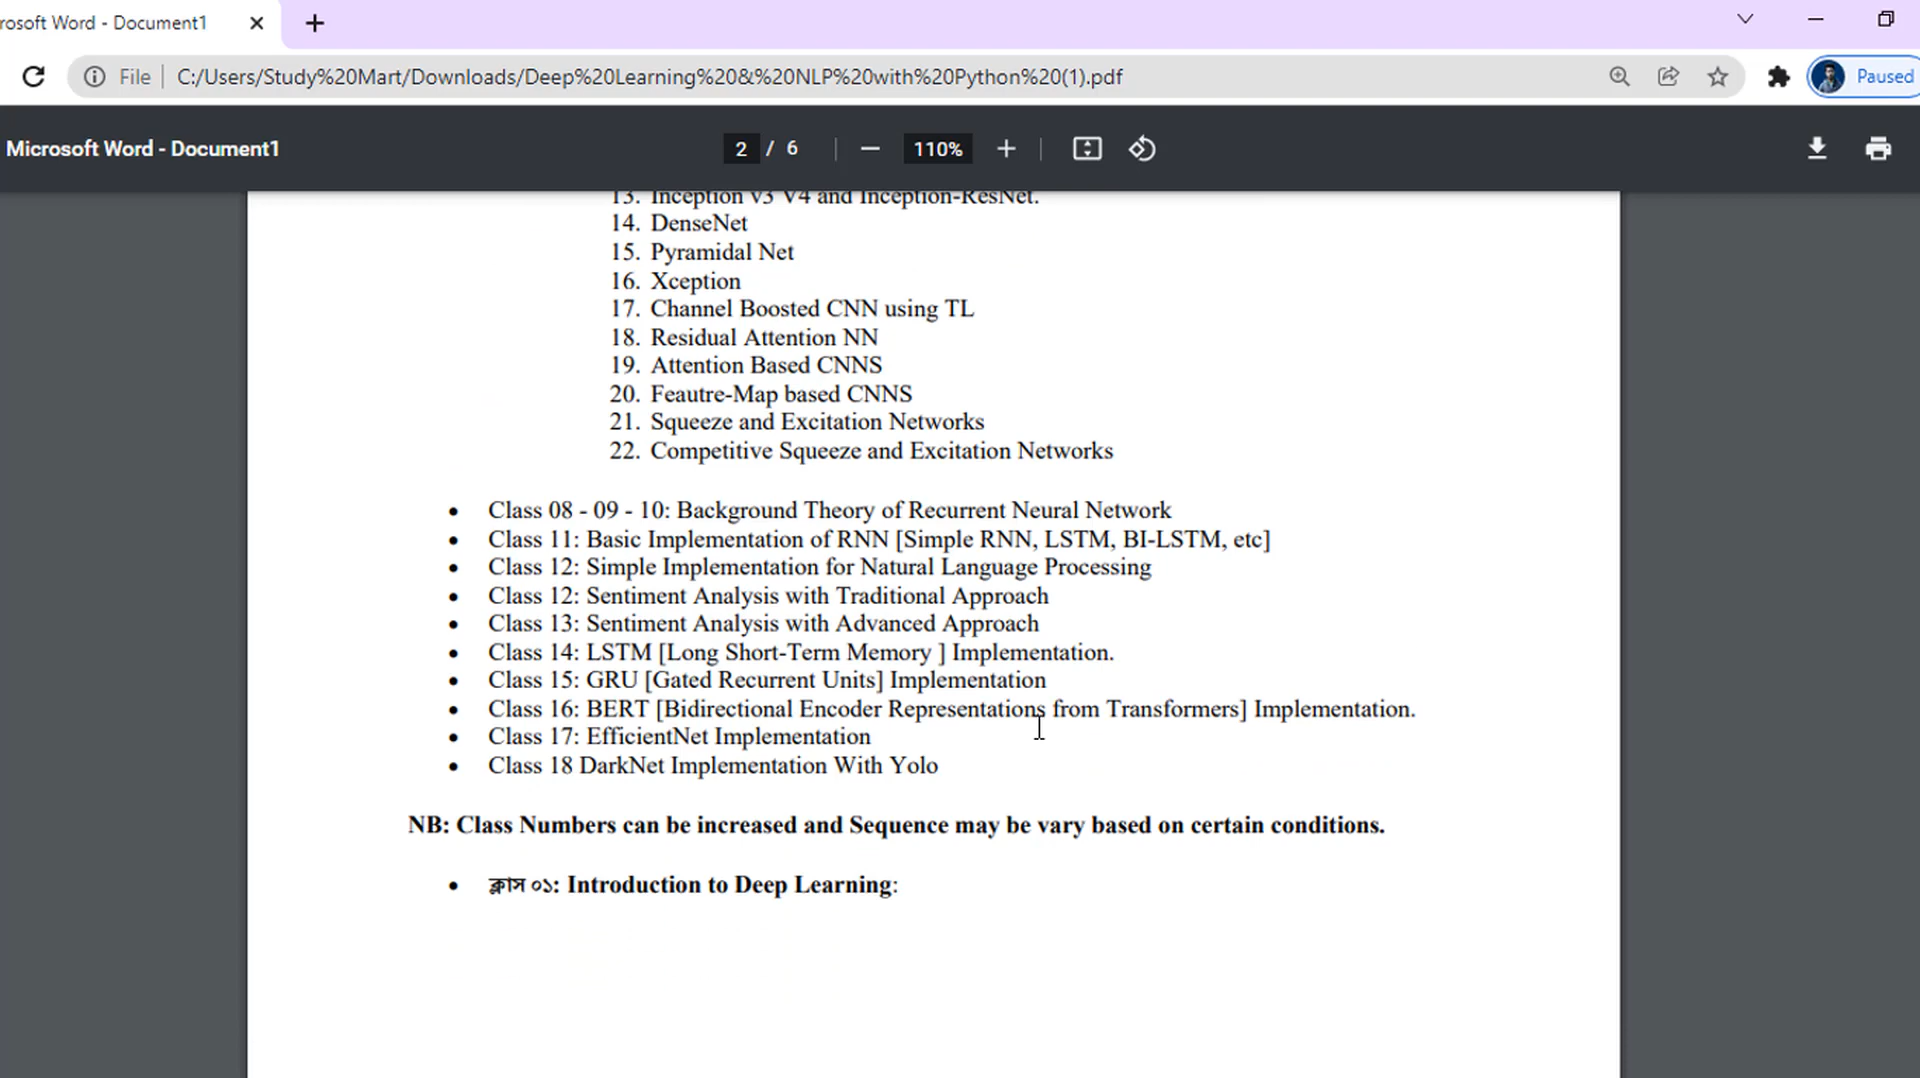 rosoft Word - Document1
File
C:/Users/Study%20Mart/Downloads/Deep%20Learning%20&%20NLP%20with%20Python%20(1).pdf
Paused
Microsoft Word - Document1
2 / 6
110%
13. Inception v3 V4 and Inception-ResNet.
14. DenseNet
15. Pyramidal Net
16. Xception
17. Channel Boosted CNN using TL
18. Residual Attention NN
19. Attention Based CNNS
20. Feautre-Map based CNNS
21. Squeeze and Excitation Networks
22. Competitive Squeeze and Excitation Networks
• Class 08 - 09 - 10: Background Theory of Recurrent Neural Network
• Class 11: Basic Implementation of RNN [Simple RNN, LSTM, BI-LSTM, etc]
• Class 12: Simple Implementation for Natural Language Processing
• Class 12: Sentiment Analysis with Traditional Approach
• Class 13: Sentiment Analysis with Advanced Approach
• Class 14: LSTM [Long Short-Term Memory ] Implementation.
• Class 15: GRU [Gated Recurrent Units] Implementation
• Class 16: BERT [Bidirectional Encoder Representations from Transformers] Implementation.
• Class 17: EfficientNet Implementation
• Class 18 DarkNet Implementation With Yolo
NB: Class Numbers can be increased and Sequence may be vary based on certain conditions.
• ক্লাস ০১: Introduction to Deep Learning: